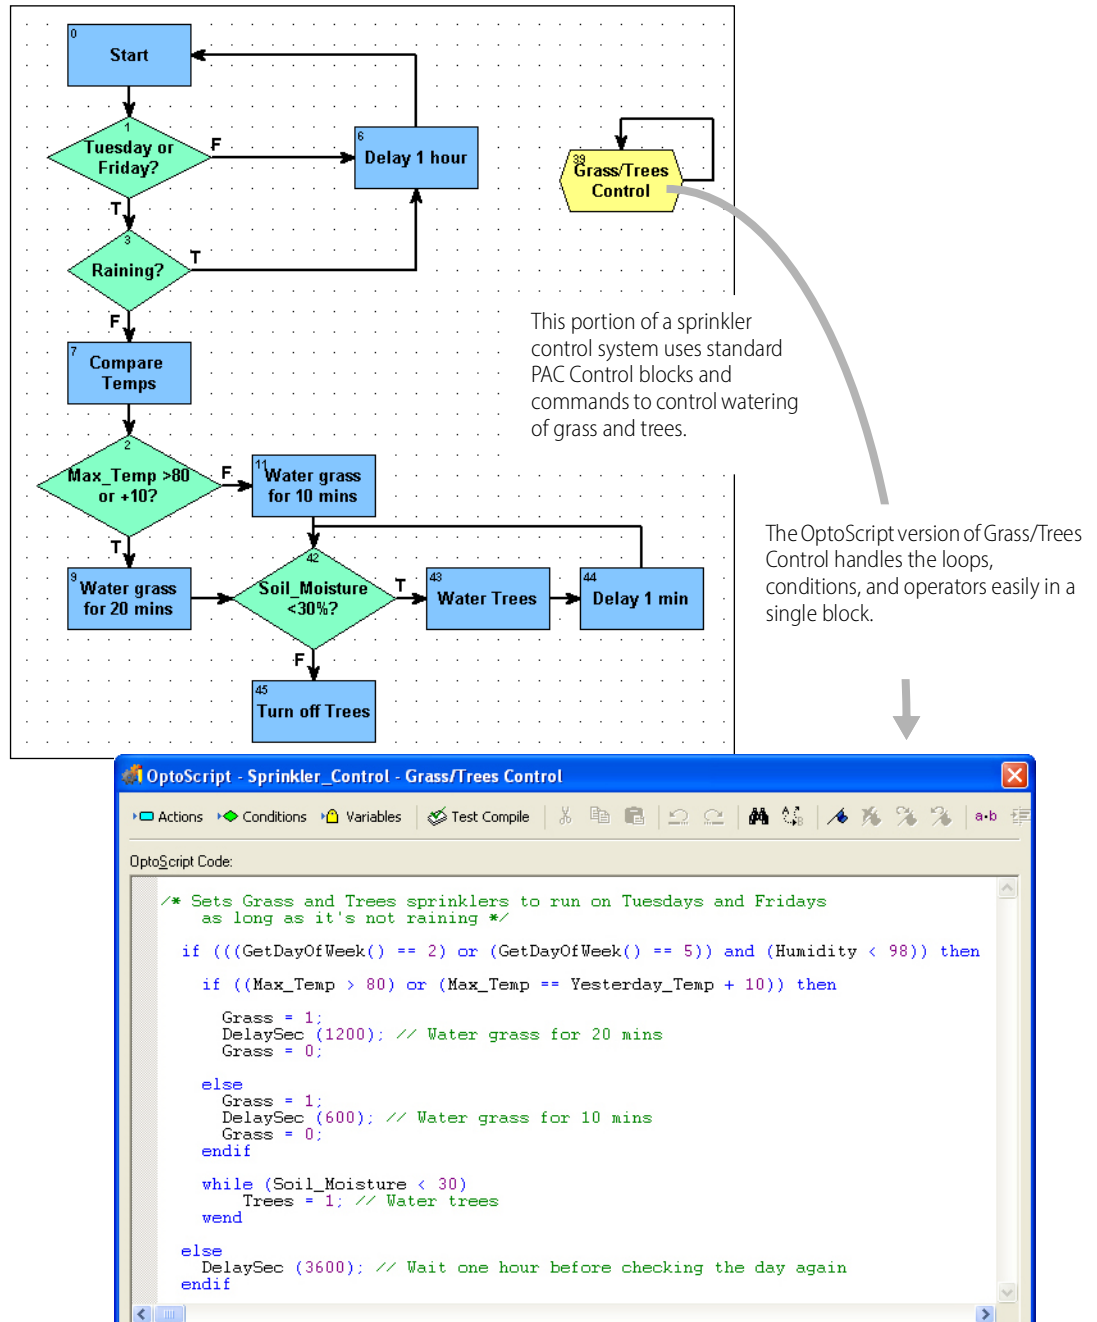 0
Start
1
Tuesday or
Friday?
F
6
Delay 1 hour
39
Grass/Trees
Control
T
3
Raining?
T
F
7
Compare
Temps
This portion of a sprinkler
control system uses standard
PAC Control blocks and
commands to control watering
of grass and trees.
2
Max_Temp >80
or +10?
F
11
Water grass
for 10 mins
T
9
Water grass
for 20 mins
42
Soil_Moisture
<30%?
T
43
Water Trees
44
Delay 1 min
F
45
Turn off Trees
The OptoScript version of Grass/Trees
Control handles the loops,
conditions, and operators easily in a
single block.
OptoScript - Sprinkler_Control - Grass/Trees Control
Actions Conditions Variables Test Compile a•b
OptoScript Code:
/* Sets Grass and Trees sprinklers to run on Tuesdays and Fridays
as long as it's not raining */
if (((GetDayOfWeek() == 2) or (GetDayOfWeek() == 5)) and (Humidity < 98)) then
if ((Max_Temp > 80) or (Max_Temp == Yesterday_Temp + 10)) then
Grass = 1;
DelaySec (1200); // Water grass for 20 mins
Grass = 0;
else
Grass = 1;
DelaySec (600); // Water grass for 10 mins
Grass = 0;
endif
while (Soil_Moisture < 30)
Trees = 1; // Water trees
wend
else
DelaySec (3600); // Wait one hour before checking the day again
endif